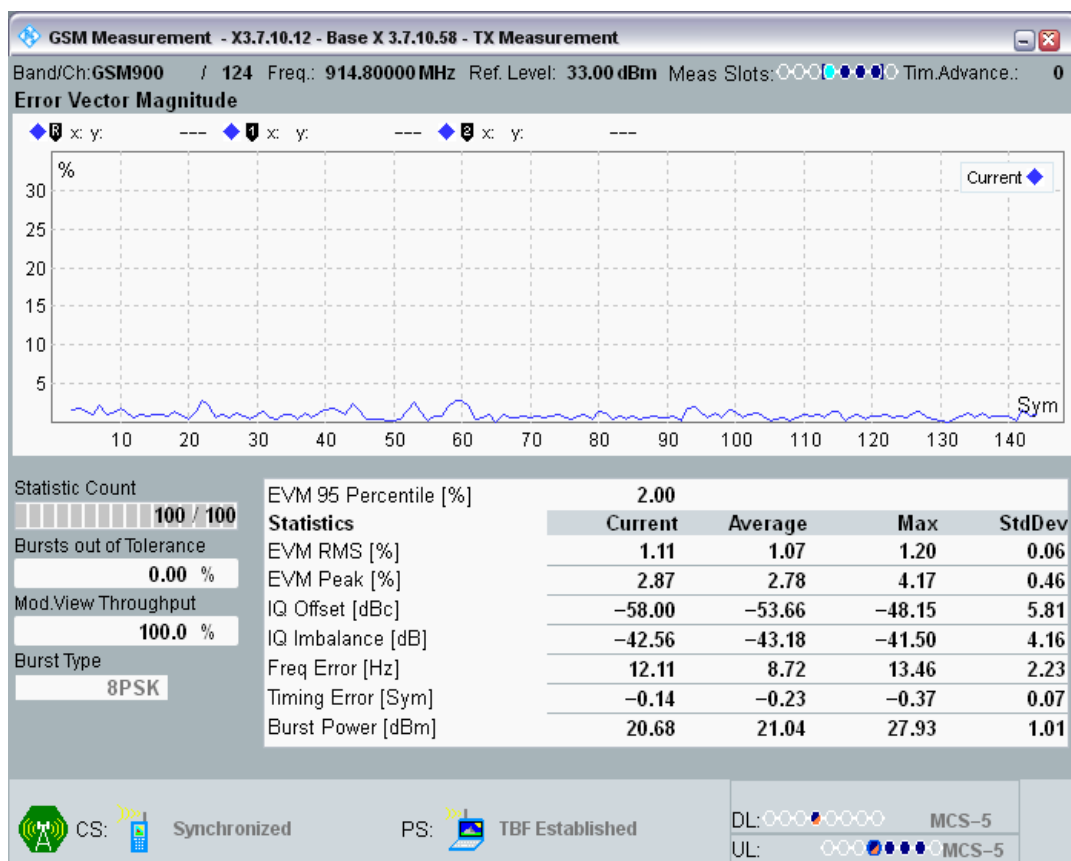 GSM Measurement - X3.7.10.12 - Base X 3.7.10.58 - TX Measurement
Band/Ch:GSM900 / 124 Freq.: 914.80000 MHz Ref. Level: 33.00 dBm Meas Slots: Tim.Advance.: 0
Error Vector Magnitude
R x: y: --- 1 x: y: --- 2 x: y: ---
%
Current
30
25
20
15
10
5
Sym
10 20 30 40 50 60 70 80 90 100 110 120 130 140
Statistic Count
100 / 100
Bursts out of Tolerance
0.00 %
Mod.View Throughput
100.0 %
Burst Type
8PSK
EVM 95 Percentile [%] 2.00
Statistics Current Average Max StdDev
EVM RMS [%] 1.11 1.07 1.20 0.06
EVM Peak [%] 2.87 2.78 4.17 0.46
IQ Offset [dBc] −58.00 −53.66 −48.15 5.81
IQ Imbalance [dB] −42.56 −43.18 −41.50 4.16
Freq Error [Hz] 12.11 8.72 13.46 2.23
Timing Error [Sym] −0.14 −0.23 −0.37 0.07
Burst Power [dBm] 20.68 21.04 27.93 1.01
CS: Synchronized PS: TBF Established
DL: MCS−5
UL: MCS−5